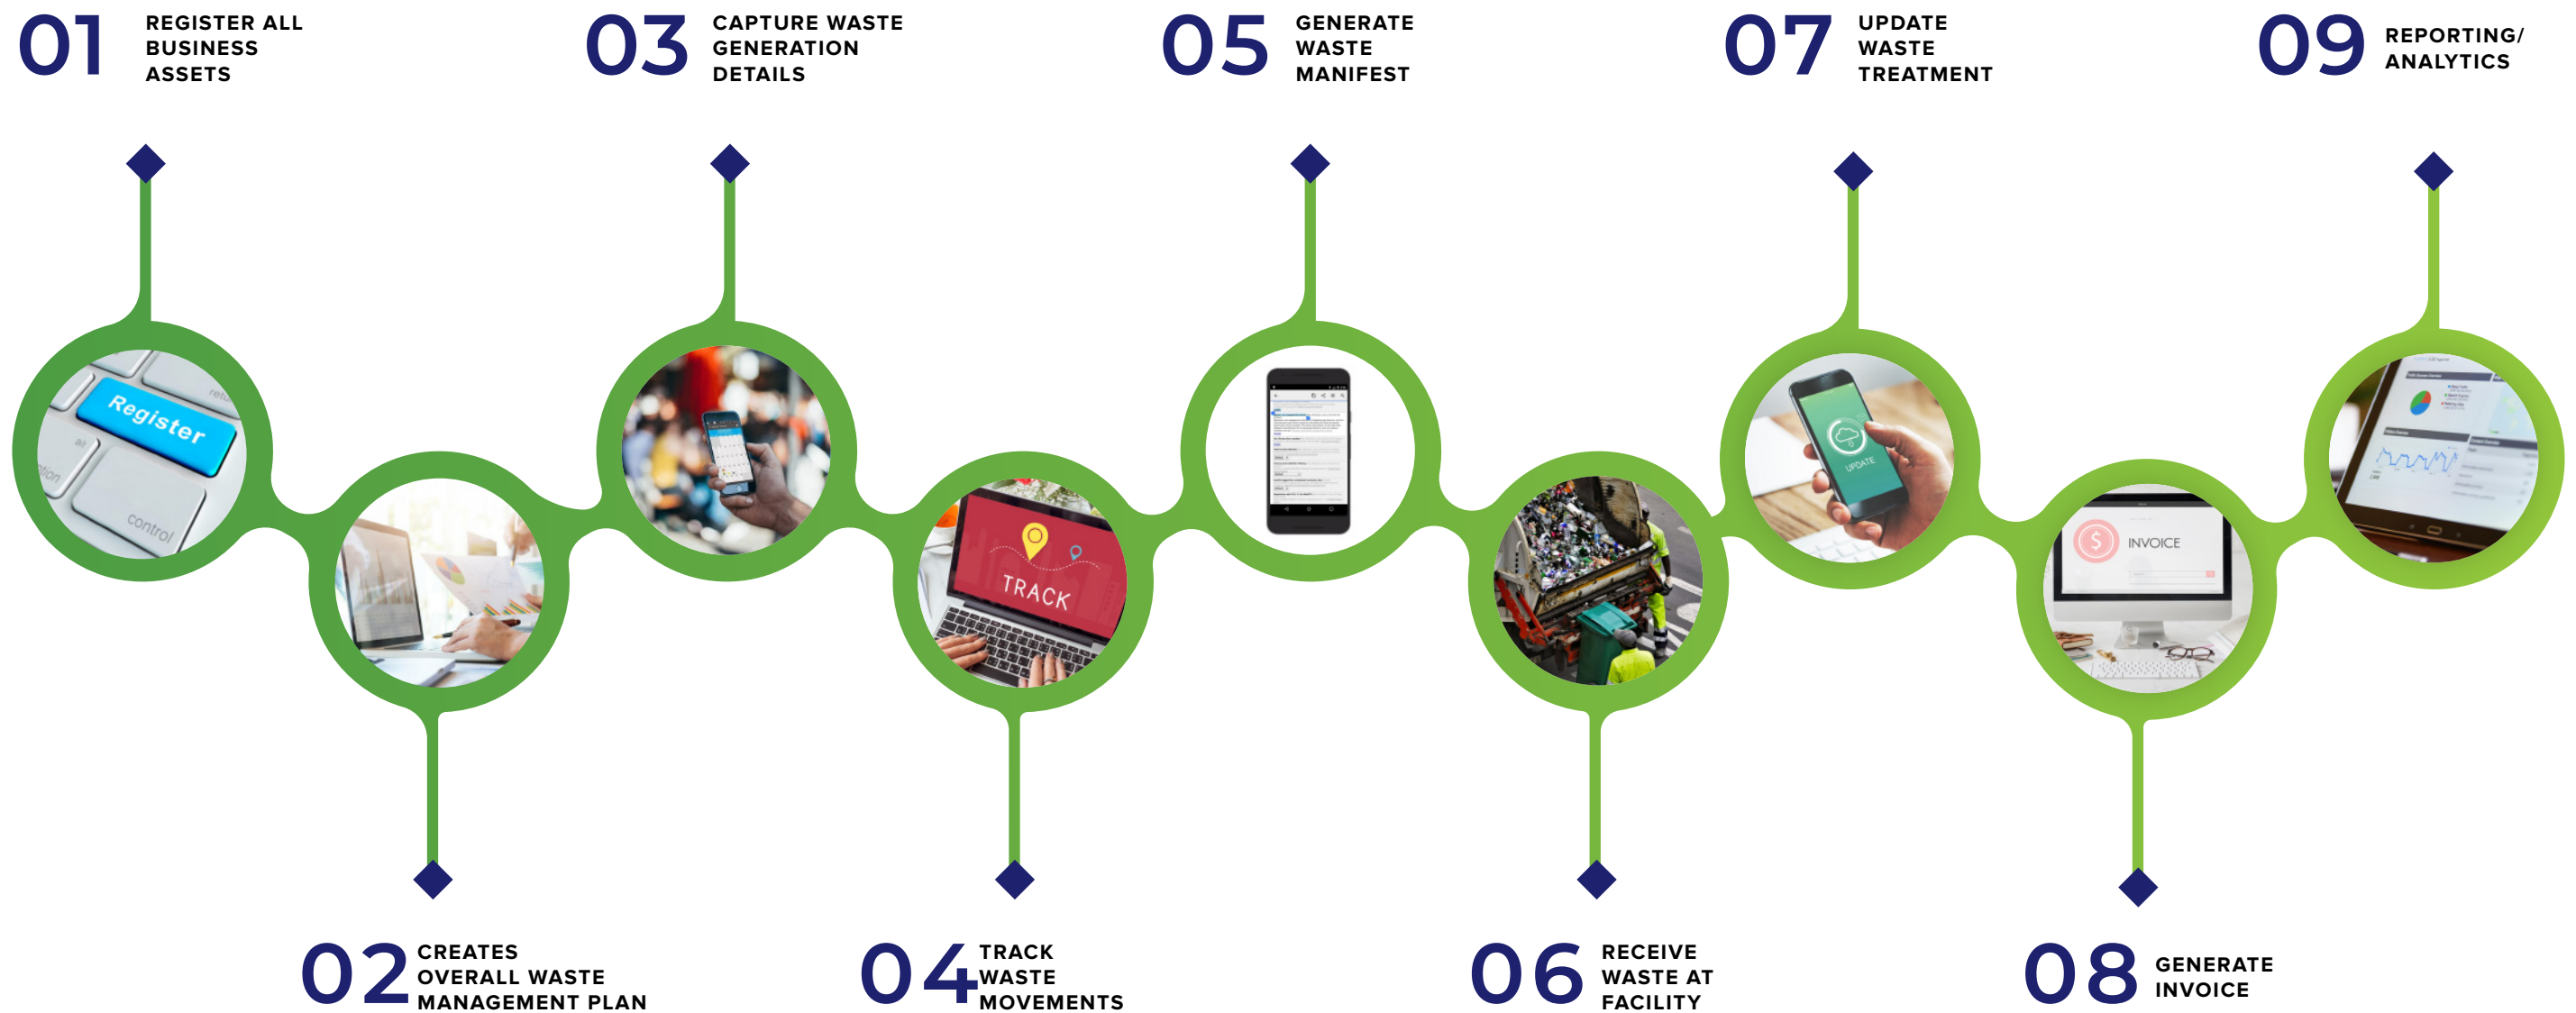 01
REGISTER ALL
BUSINESS
ASSETS
03
CAPTURE WASTE
GENERATION
DETAILS
05
GENERATE
WASTE
MANIFEST
07
UPDATE
WASTE
TREATMENT
09
REPORTING/
ANALYTICS
Register
alt
control
TRACK
UPDATE
INVOICE
02
CREATES
OVERALL WASTE
MANAGEMENT PLAN
04
TRACK
WASTE
MOVEMENTS
06
RECEIVE
WASTE AT
FACILITY
08
GENERATE
INVOICE